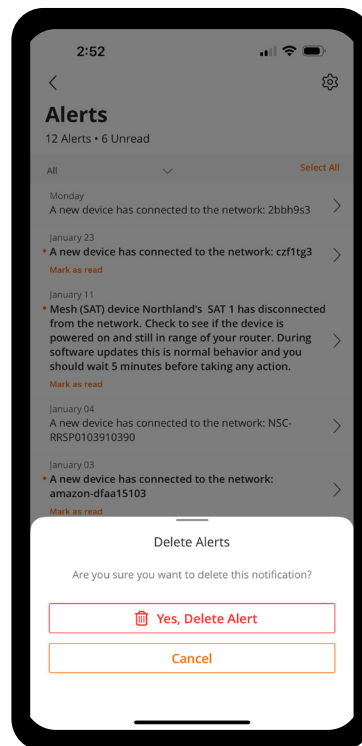 2:52
Alerts
12 Alerts • 6 Unread
All
Select All
Monday
A new device has connected to the network: 2bbh9s3
January 23
• A new device has connected to the network: czf1tg3
Mark as read
January 11
• Mesh (SAT) device Northland's SAT 1 has disconnected
from the network. Check to see if the device is
powered on and still in range of your router. During
software updates this is normal behavior and you
should wait 5 minutes before taking any action.
Mark as read
January 04
A new device has connected to the network: NSC-
RRSP0103910390
January 03
• A new device has connected to the network:
amazon-dfaa15103
Mark as read
Delete Alerts
Are you sure you want to delete this notification?
Yes, Delete Alert
Cancel